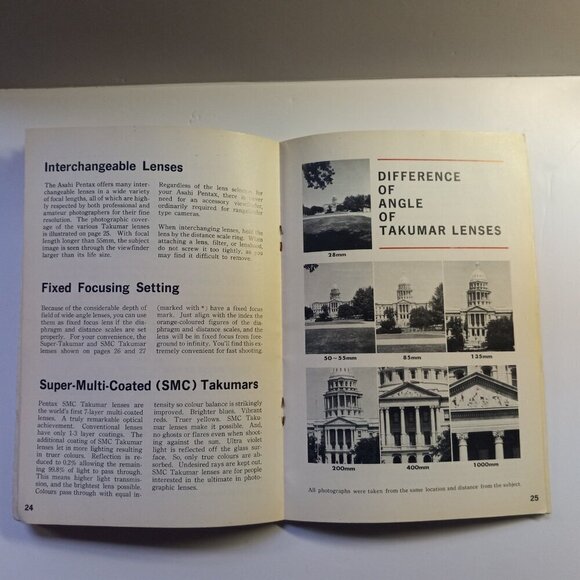 Interchangeable Lenses
The Asahi Pentax offers many inter-
changeable lenses in a wide variety
of focal lengths, all of which are high-
ly respected by both professional and
amateur photographers for their fine
resolution. The photographic cover-
age of the various Takumar lenses
is illustrated on page 25. With focal
length longer than 55mm, the subject
image is seen through the viewfinder
larger than its life size.
Regardless of the lens selected for
your Asahi Pentax, there is never
need for an accessory viewfinder,
ordinarily required for rangefinder
type cameras.
When interchanging lenses, hold the
lens by the distance scale ring. When
attaching a lens, filter, or lenshood,
do not screw it too tightly, as you
may find it difficult to remove.
Fixed Focusing Setting
Because of the considerable depth of
field of wide-angle lenses, you can use
them as fixed focus lens if the dia-
phragm and distance scales are set
properly. For your convenience, the
Super-Takumar and SMC Takumar
lenses shown on pages 26 and 27
(marked with *) have a fixed focus
mark. Just align with the index the
orange-coloured figures of the dia-
phragm and distance scales, and the
lens will be in fixed focus from fore-
ground to infinity. You'll find this ex-
tremely convenient for fast shooting.
Super-Multi-Coated (SMC) Takumars
Pentax SMC Takumar lenses are
the world's first 7-layer multi-coated
lenses. A truly remarkable optical
achievement. Conventional lenses
have only 1-3 layer coatings. The
additional coating of SMC Takumar
lenses let in more lighting resulting
in truer colours. Reflection is re-
duced to 0.2% allowing the remain-
ing 99.8% of light to pass through.
This means higher light transmis-
sion, and the brightest lens possible.
Colours pass through with equal in-
tensity so colour balance is strikingly
improved. Brighter blues. Vibrant
reds. Truer yellows. SMC Taku-
mar lenses make it possible. And,
no ghosts or flares even when shoot-
ing against the sun. Ultra violet
light is reflected off the glass sur-
face. So, only true colours are ab-
sorbed. Undesired rays are kept out.
SMC Takumar lenses are for people
interested in the ultimate in photo-
graphic lenses.
24
DIFFERENCE
OF
ANGLE
OF
TAKUMAR LENSES
28mm
50~55mm
85mm
135mm
200mm
400mm
1000mm
All photographs were taken from the same location and distance from the subject.
25